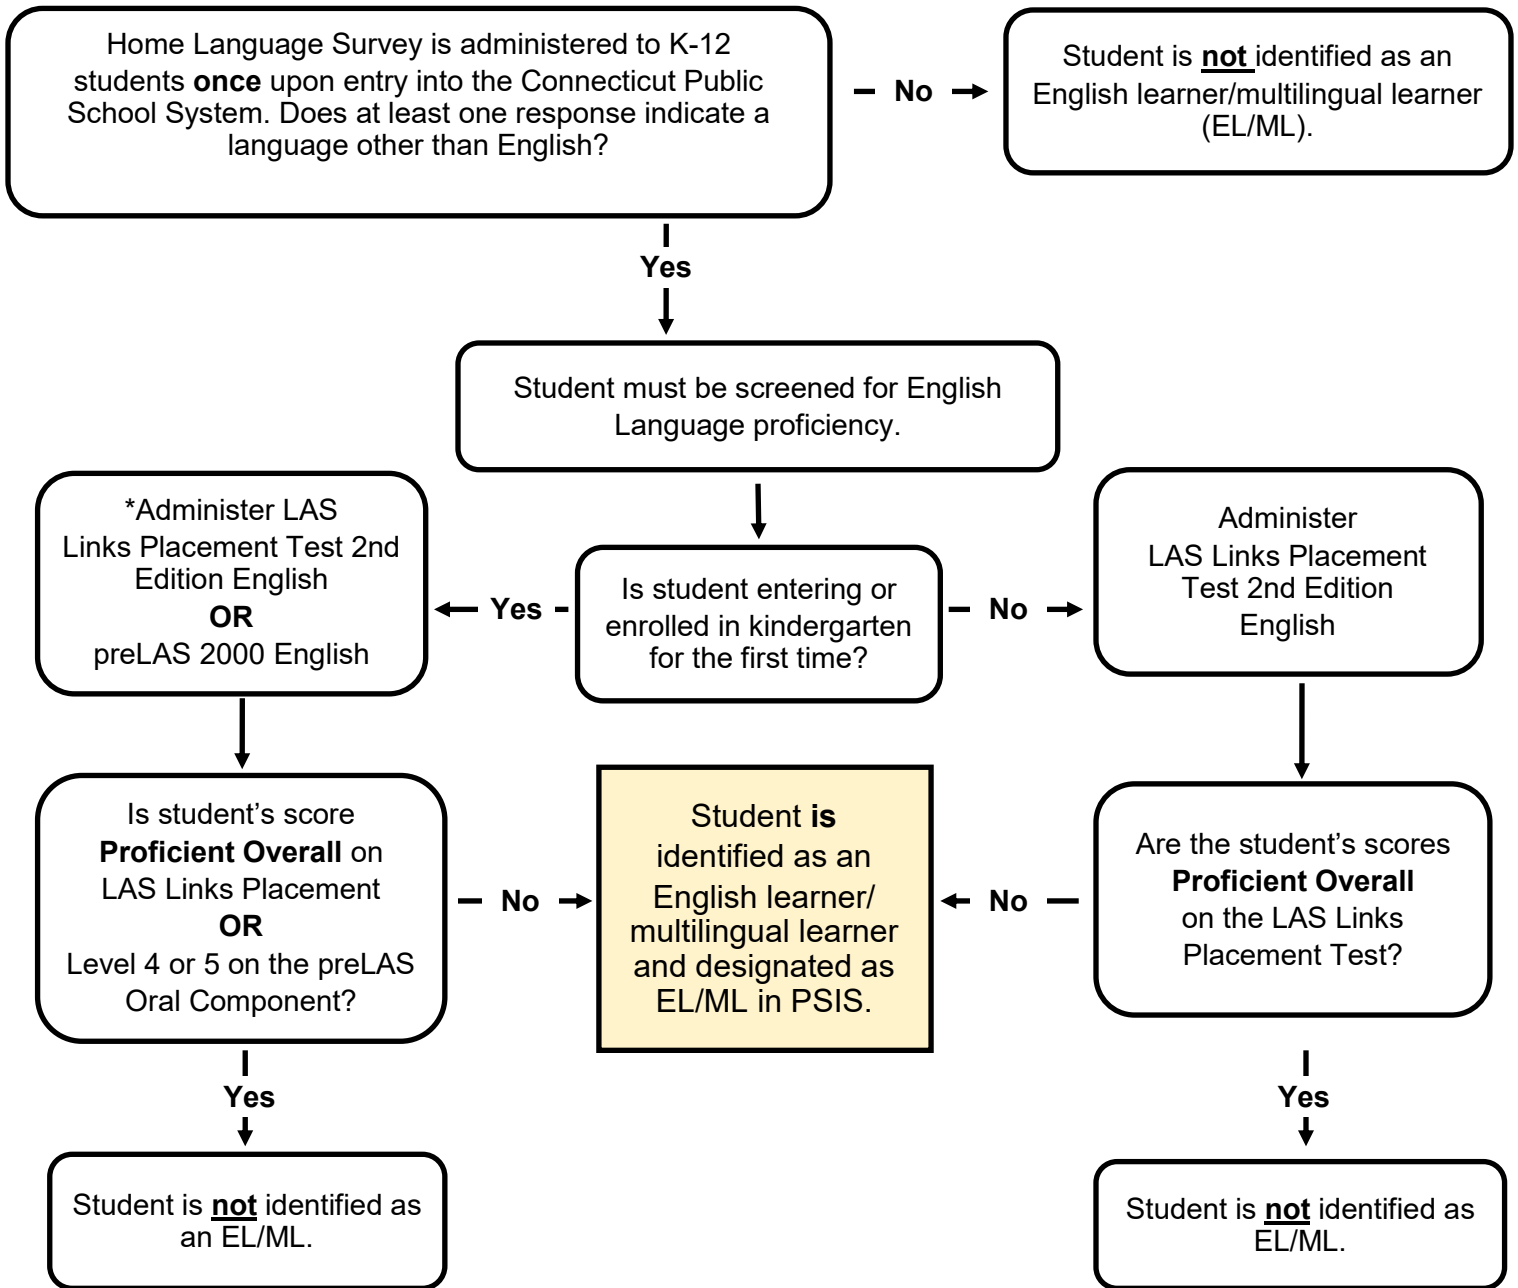 Home Language Survey is administered to K-12
students once upon entry into the Connecticut Public
School System. Does at least one response indicate a
language other than English?
No
Student is not identified as an
English learner/multilingual learner
(EL/ML).
Yes
Student must be screened for English
Language proficiency.
*Administer LAS
Links Placement Test 2nd
Edition English
OR
preLAS 2000 English
Yes
Is student entering or
enrolled in kindergarten
for the first time?
No
Administer
LAS Links Placement
Test 2nd Edition
English
Is student’s score
Proficient Overall on
LAS Links Placement
OR
Level 4 or 5 on the preLAS
Oral Component?
No
Student is
identified as an
English learner/
multilingual learner
and designated as
EL/ML in PSIS.
No
Are the student’s scores
Proficient Overall
on the LAS Links
Placement Test?
Yes
Yes
Student is not identified as
an EL/ML.
Student is not identified as
EL/ML.